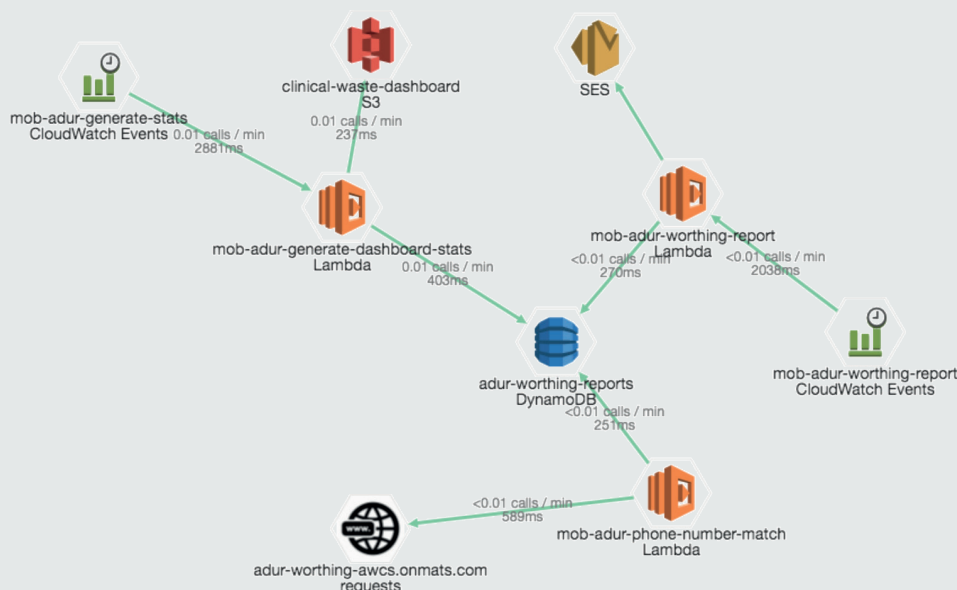 clinical-waste-dashboard
S3
SES
mob-adur-generate-stats
CloudWatch Events
0.01 calls / min
2881ms
0.01 calls / min
237ms
mob-adur-generate-dashboard-stats
Lambda
0.01 calls / min
403ms
mob-adur-worthing-report
Lambda
<0.01 calls / min
270ms
<0.01 calls / min
2038ms
mob-adur-worthing-report
CloudWatch Events
adur-worthing-reports
DynamoDB
<0.01 calls / min
251ms
<0.01 calls / min
589ms
mob-adur-phone-number-match
Lambda
www.
adur-worthing-awcs.onmats.com
requests